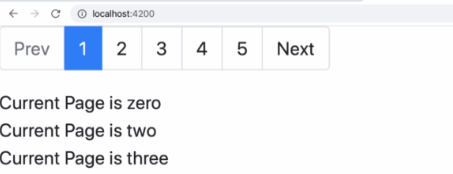 localhost:4200
Prev 1 2 3 4 5 Next
Current Page is zero
Current Page is two
Current Page is three